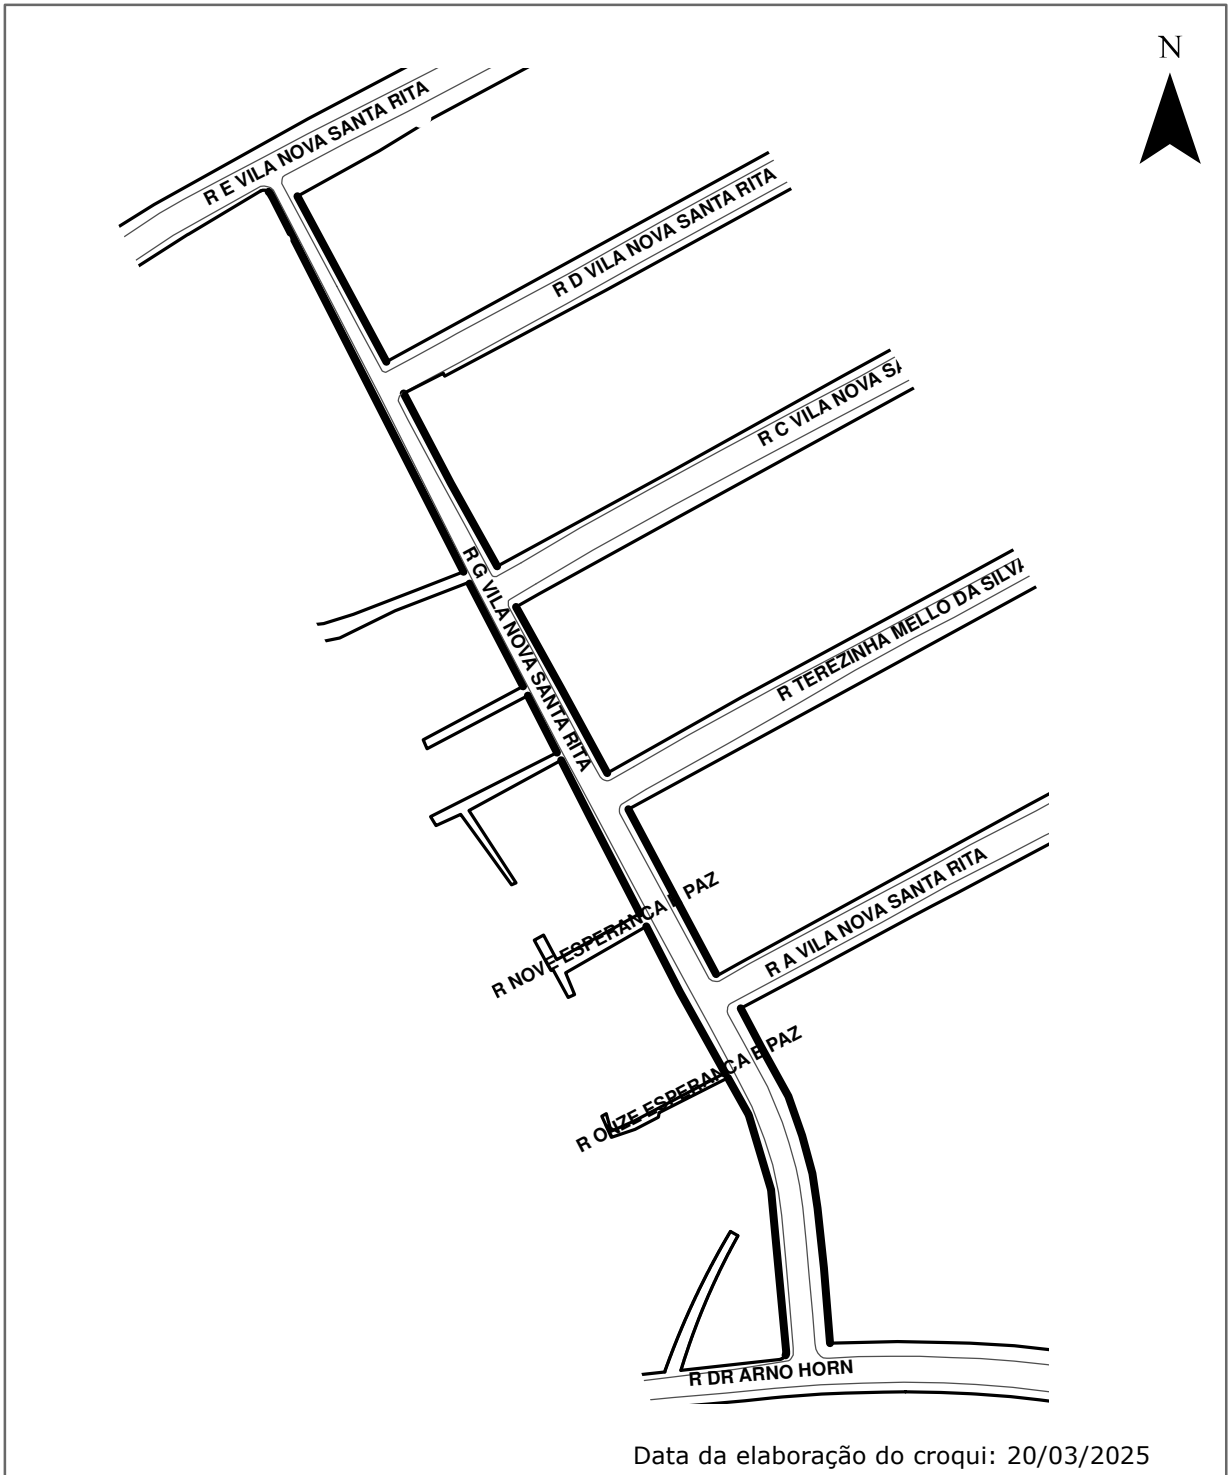 N
R E VILA NOVA SANTA RITA
R D VILA NOVA SANTA RITA
R C VILA NOVA SA
R G VILA NOVA SANTA RITA
R TEREZINHA MELLO DA SILVA
R NOVE ESPERANCA E PAZ
R A VILA NOVA SANTA RITA
R ONZE ESPERANCA E PAZ
R DR ARNO HORN
Data da elaboração do croqui: 20/03/2025